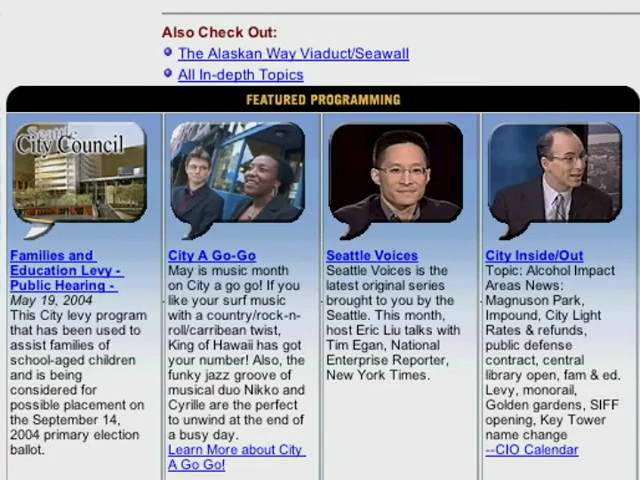 Also Check Out:
The Alaskan Way Viaduct/Seawall
All In-depth Topics
FEATURED PROGRAMMING
Seattle
City Council
Families and
Education Levy -
Public Hearing -
May 19, 2004
This City levy program
that has been used to
assist families of
school-aged children
and is being
considered for
possible placement on
the September 14,
2004 primary election
ballot.
City A Go-Go
May is music month
on City a go go! If you
like your surf music
with a country/rock-n-
roll/carribean twist,
King of Hawaii has got
your number! Also, the
funky jazz groove of
musical duo Nikko and
Cyrille are the perfect
to unwind at the end of
a busy day.
Learn More about City
A Go Go!
Seattle Voices
Seattle Voices is the
latest original series
brought to you by the
Seattle. This month,
host Eric Liu talks with
Tim Egan, National
Enterprise Reporter,
New York Times.
City Inside/Out
Topic: Alcohol Impact
Areas News:
Magnuson Park,
Impound, City Light
Rates & refunds,
public defense
contract, central
library open, fam & ed.
Levy, monorail,
Golden gardens, SIFF
opening, Key Tower
name change
--CIO Calendar